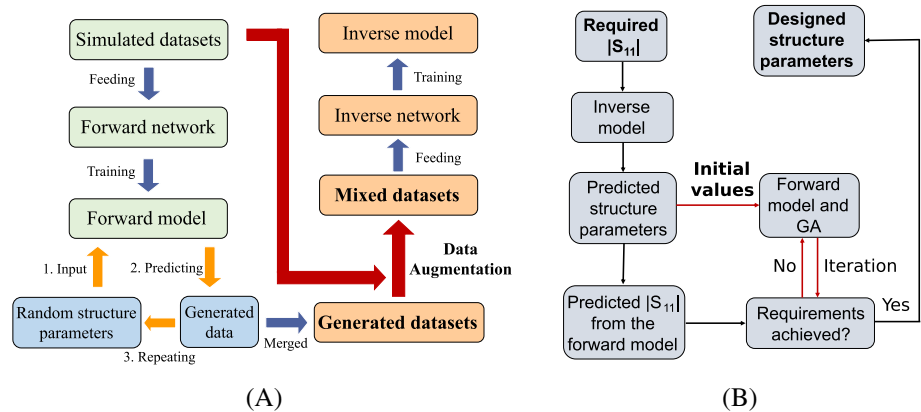 Simulated datasets
Feeding
Forward network
Training
Forward model
1. Input
2. Predicting
Random structure
parameters
Generated
data
3. Repeating
Merged
Inverse model
Training
Inverse network
Feeding
Mixed datasets
Data
Augmentation
Generated datasets
(A)
Required
|S₁₁|
Inverse
model
Predicted
structure
parameters
Predicted |S₁₁|
from the
forward model
Initial
values
Designed
structure
parameters
Forward
model and
GA
No
Iteration
Requirements
achieved?
Yes
(B)